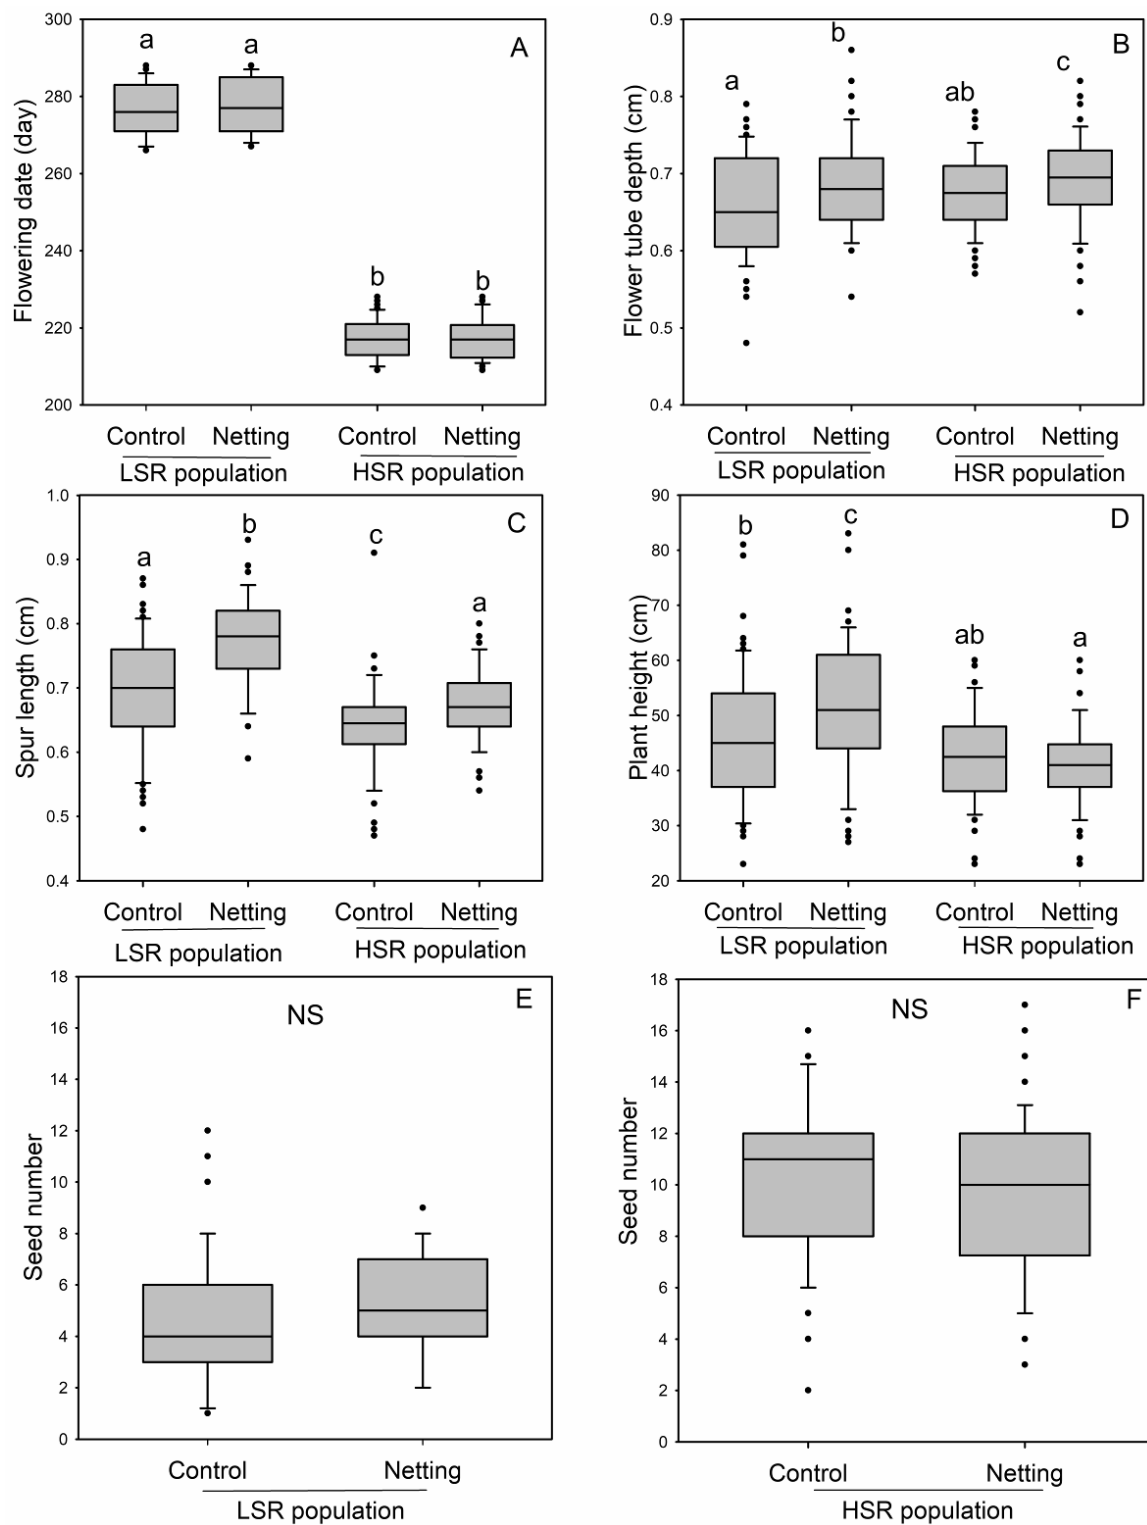 300
280
260
240
220
200
Flowering date (day)
a
a
b
b
A
Control Netting Control Netting
LSR population HSR population
0.9
0.8
0.7
0.6
0.5
0.4
Flower tube depth (cm)
a
b
ab
c
B
Control Netting Control Netting
LSR population HSR population
1.0
0.9
0.8
0.7
0.6
0.5
0.4
Spur length (cm)
a
b
c
a
C
Control Netting Control Netting
LSR population HSR population
90
80
70
60
50
40
30
20
Plant height (cm)
b
c
ab
a
D
Control Netting Control Netting
LSR population HSR population
18
16
14
12
10
8
6
4
2
0
Seed number
NS
E
Control Netting
LSR population
18
16
14
12
10
8
6
4
2
0
Seed number
NS
F
Control Netting
HSR population